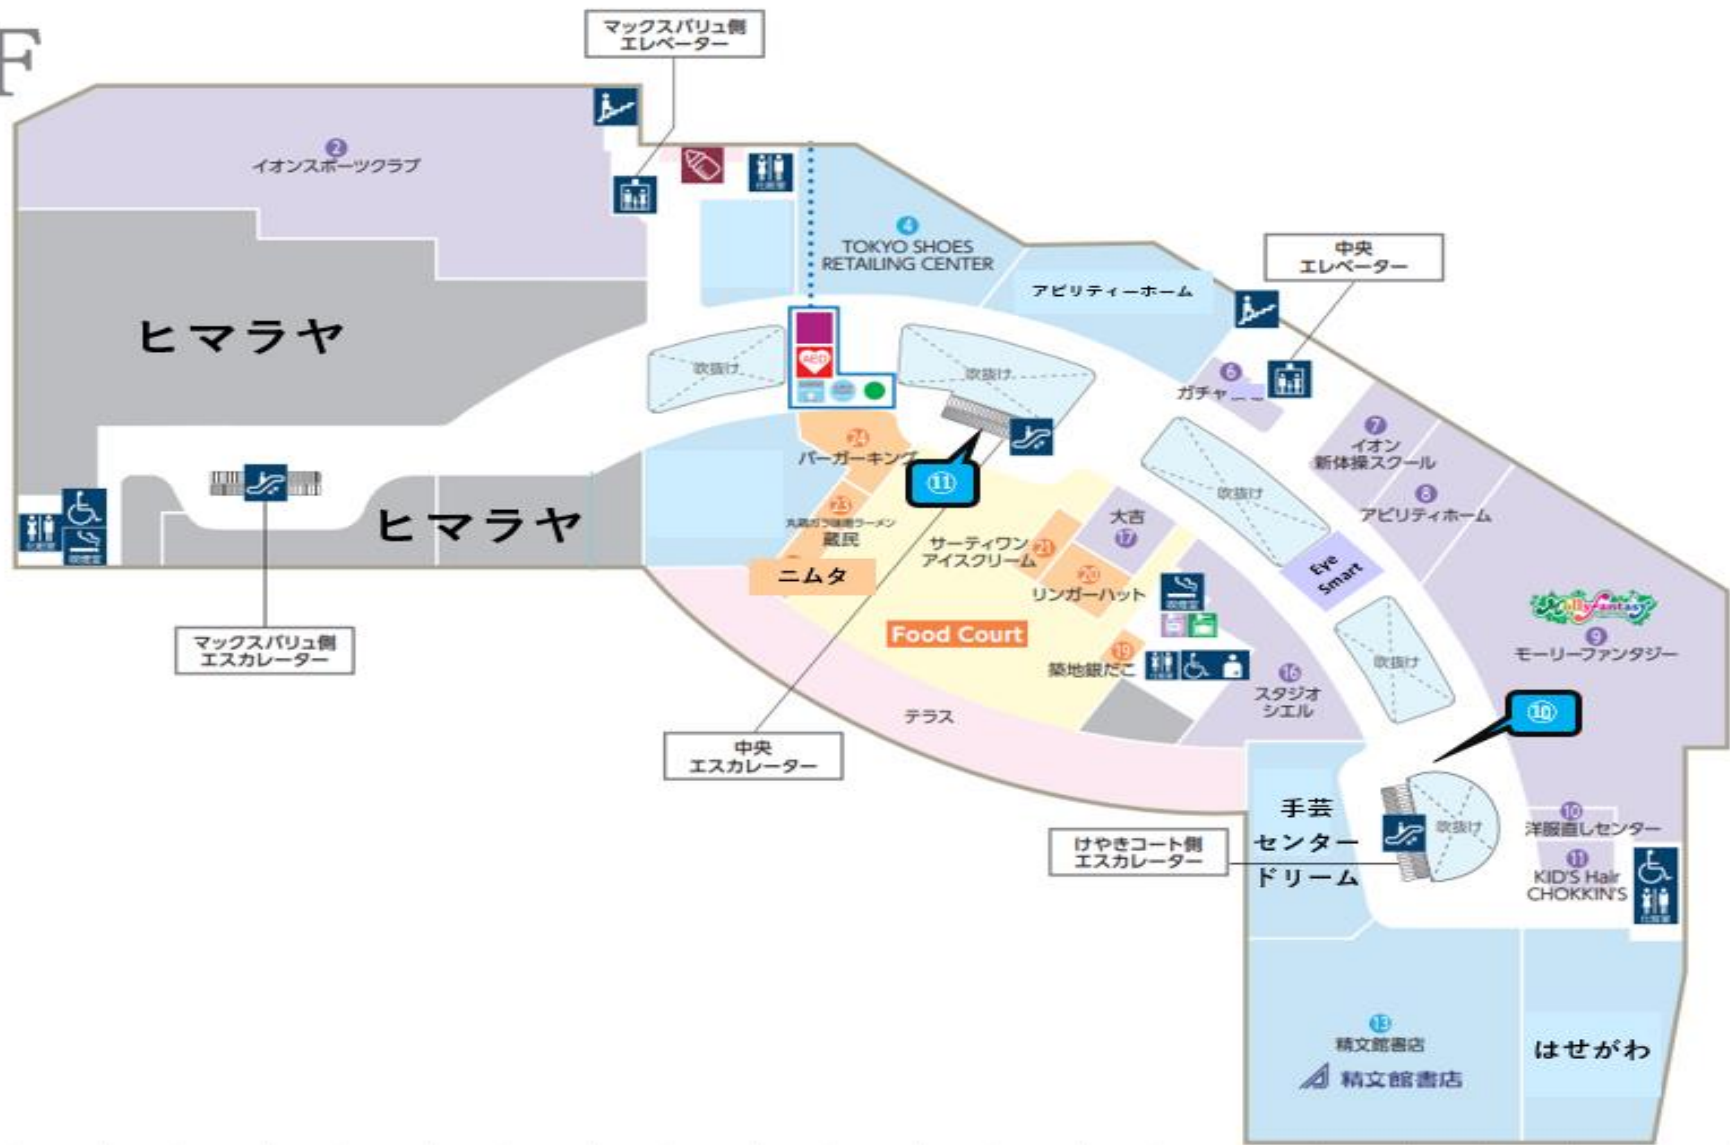 F
マックスバリュ側
エレベーター
2
イオンスポーツクラブ
4
TOKYO SHOES
RETAILING CENTER
アビリティーホーム
中央
エレベーター
ヒマラヤ
吹抜け
AED
吹抜け
6
ガチャ
7
イオン
新体操スクール
8
アビリティホーム
24
バーガーキング
⑪
吹抜け
ヒマラヤ
23
蔵民
ニムタ
サーティワン
アイスクリーム
21
大吉
17
20
リンガーハット
Eye
Smart
Food Court
19
築地銀だこ
16
スタジオ
シエル
吹抜け
Mollyfantasy
9
モーリーファンタジー
⑩
マックスバリュ側
エスカレーター
テラス
中央
エスカレーター
けやきコート側
エスカレーター
手芸
センター
ドリーム
吹抜け
10
洋服直しセンター
11
KID'S Hair
CHOKKIN'S
13
精文館書店
精文館書店
はせがわ